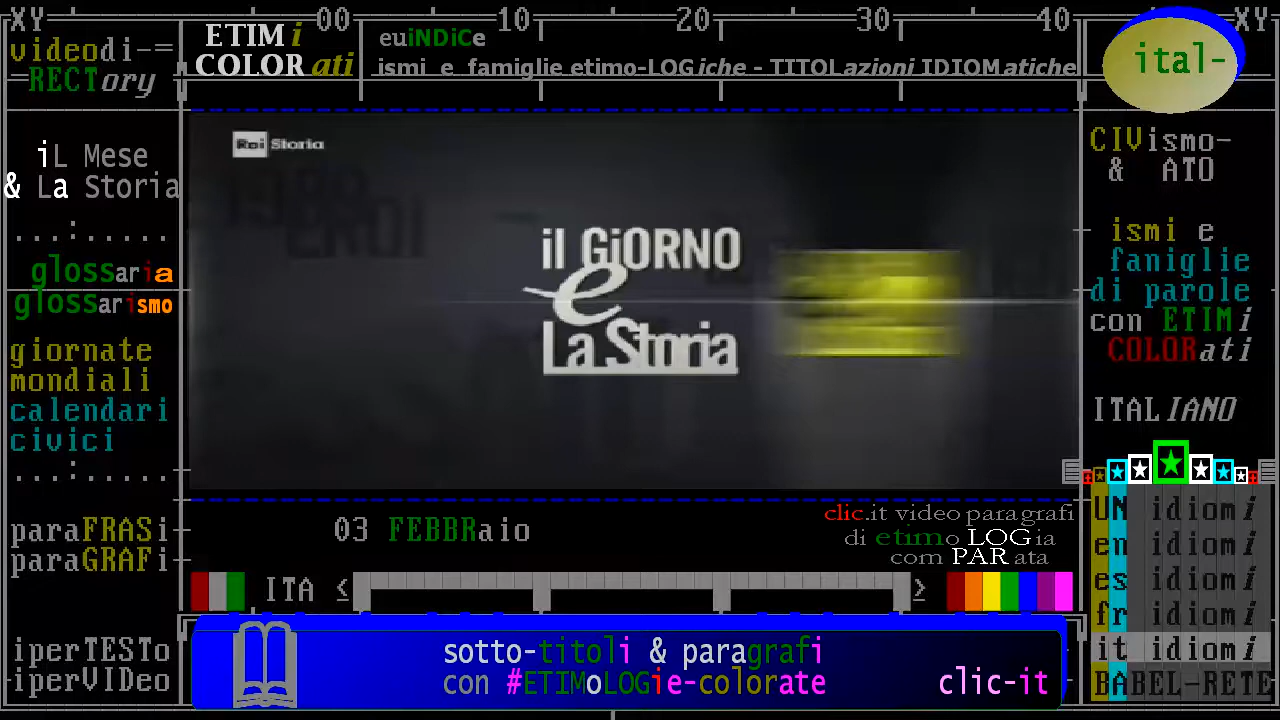 XY 00 10 20 30 40 XY
videodi-=
=RECTory
ETIMi
COLORati
euiNDiCe
ismi e famiglie etimo-LOGiche - TITOLazioni IDIOMatiche
ital-
iL Mese
& La Storia
...:.....
glossaria
glossarismo
giornate
mondiali
calendari
civici
...:.....
paraFRASi
paraGRAFi
iperTESTo
iperVIDeo
Rai Storia
il GiORNO
e
La Storia
03 FEBBRaio
clic.it video paragrafi
di etimoLOGia
com PARata
ITA < >
sotto-titoli & paragrafi
con #ETIMoLOGie-colorate
clic-it
CIVismo-
& ATO
ismi e
faniglie
di parole
con ETIMi
COLORati
ITALIANO
UN idiomi
en idiomi
es idiomi
fr idiomi
it idiomi
BABEL-RETE